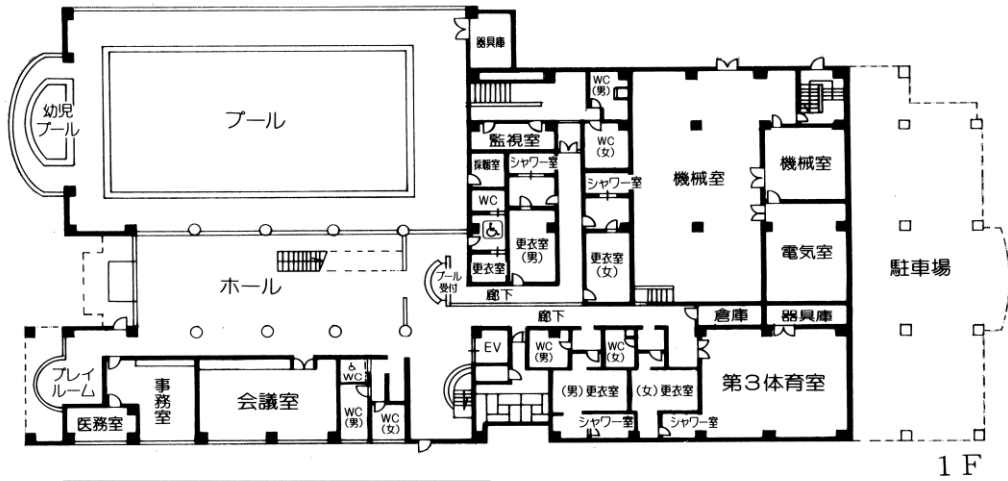 器具庫
幼児
プール
プール
WC
(男)
監視室
WC
(女)
採暖室
シャワー室
WC
シャワー室
機械室
機械室
更衣室
(男)
更衣室
(女)
電気室
更衣室
ホール
プール
受付
廊下
駐車場
廊下
倉庫
器具庫
EV
WC
(男)
WC
(女)
プレイ
ルーム
事務室
会議室
WC
(男)更衣室
(女)更衣室
第3体育室
医務室
WC
(男)
WC
(女)
シャワー室
シャワー室
1F